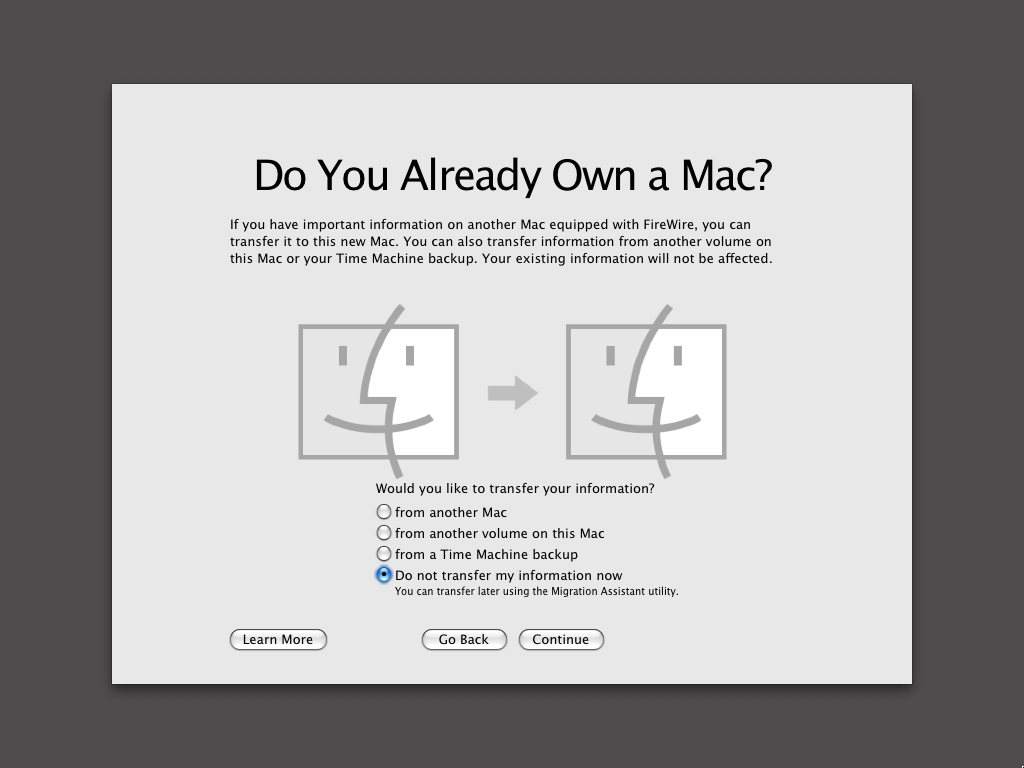 Do You Already Own a Mac?
If you have important information on another Mac equipped with FireWire, you can
transfer it to this new Mac. You can also transfer information from another volume on
this Mac or your Time Machine backup. Your existing information will not be affected.
Would you like to transfer your information?
from another Mac
from another volume on this Mac
from a Time Machine backup
Do not transfer my information now
You can transfer later using the Migration Assistant utility.
Learn More
Go Back
Continue